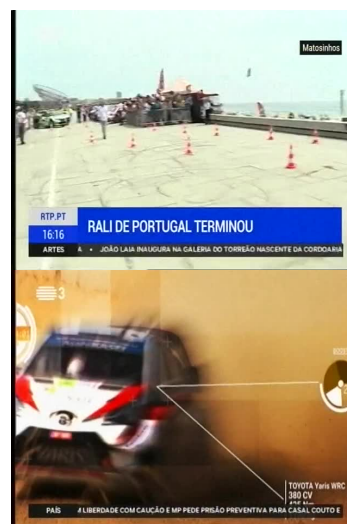 Matosinhos
RTP.PT
16:16
RALI DE PORTUGAL TERMINOU
ARTES • JOÃO LAIA INAUGURA NA GALERIA DO TORREÃO NASCENTE DA CORDOARIA
3
TOYOTA Yaris WRC
380 CV
PAÍS LIBERDADE COM CAUÇÃO E MP PEDE PRISÃO PREVENTIVA PARA CASAL COUTO E